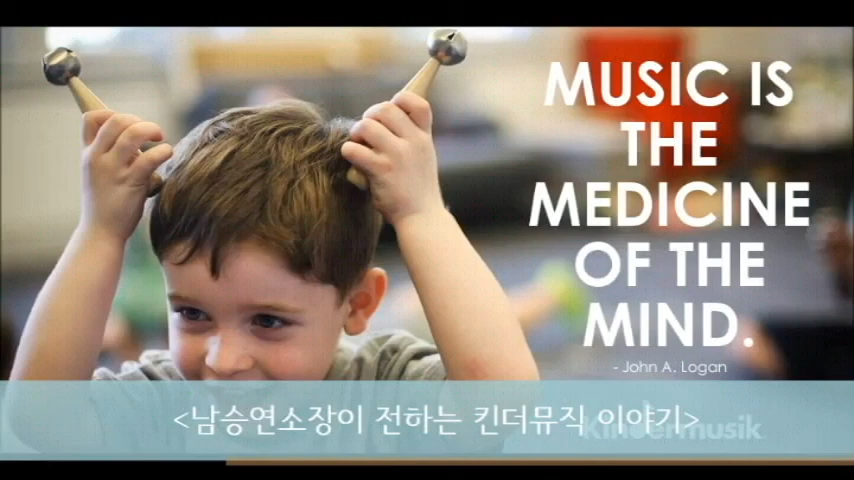 MUSIC IS
THE
MEDICINE
OF THE
MIND.
- John A. Logan
<남승연소장이 전하는 킨더뮤직 이야기>
Kindermusik